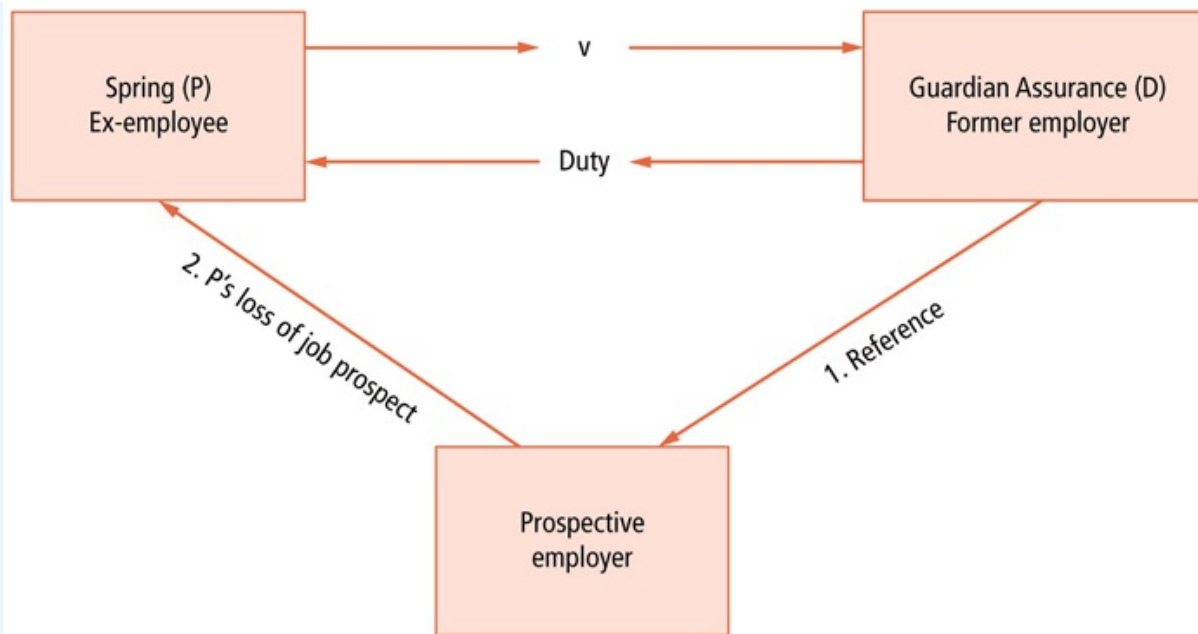 Spring (P)
Ex-employee
v
Guardian Assurance (D)
Former employer
Duty
2. P's loss of job prospect
1. Reference
Prospective
employer